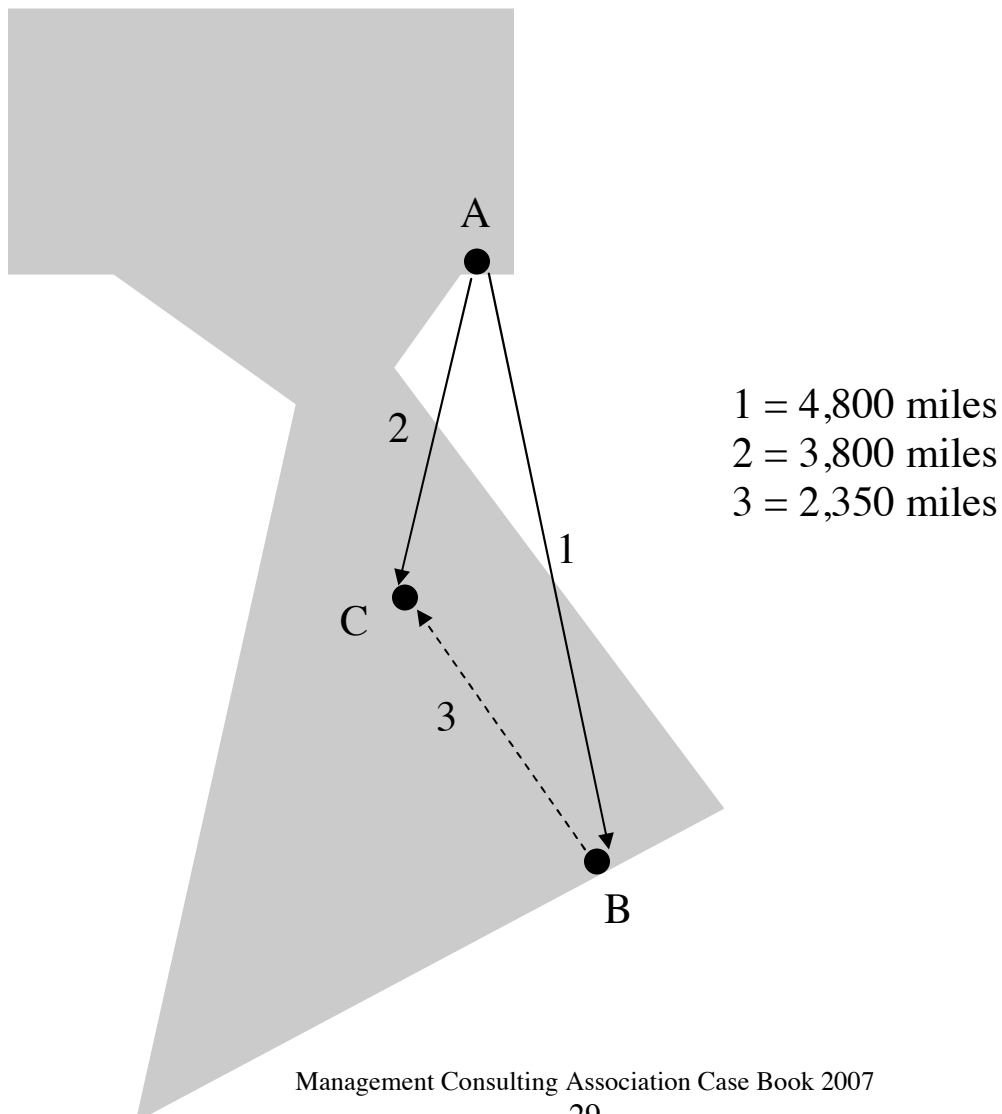 A
2
1 = 4,800 miles
2 = 3,800 miles
3 = 2,350 miles
1
C
3
B
Management Consulting Association Case Book 2007
29